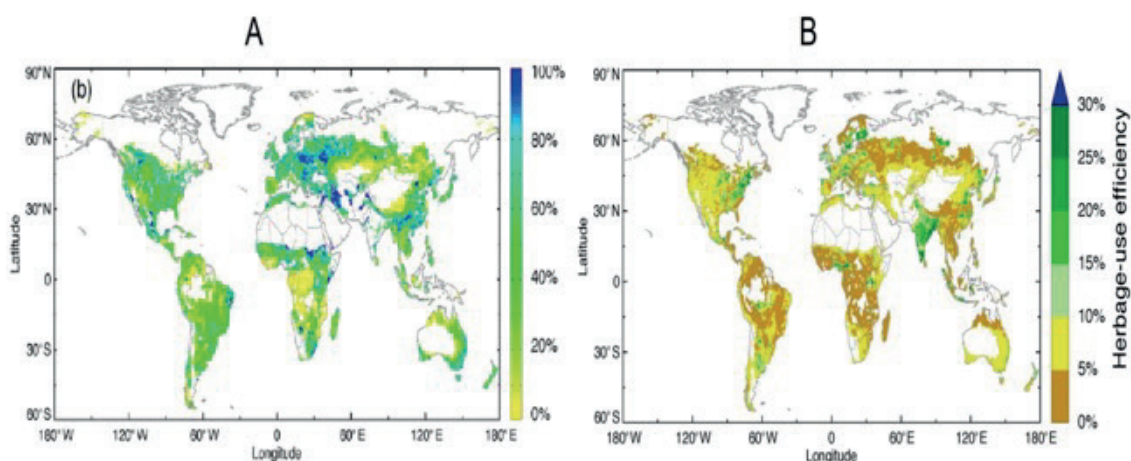 A
B
90°N
(b)
60°N
30°N
0
30°S
60°S
Latitude
180°W
120°W
60°W
0
60°E
120°E
180°E
Longitude
100%
80%
60%
40%
20%
0%
90°N
60°N
30°N
0
30°S
60°S
Latitude
180°W
120°W
60°W
0
60°E
120°E
180°E
Longitude
30%
25%
20%
15%
10%
5%
0%
Herbage-use efficiency